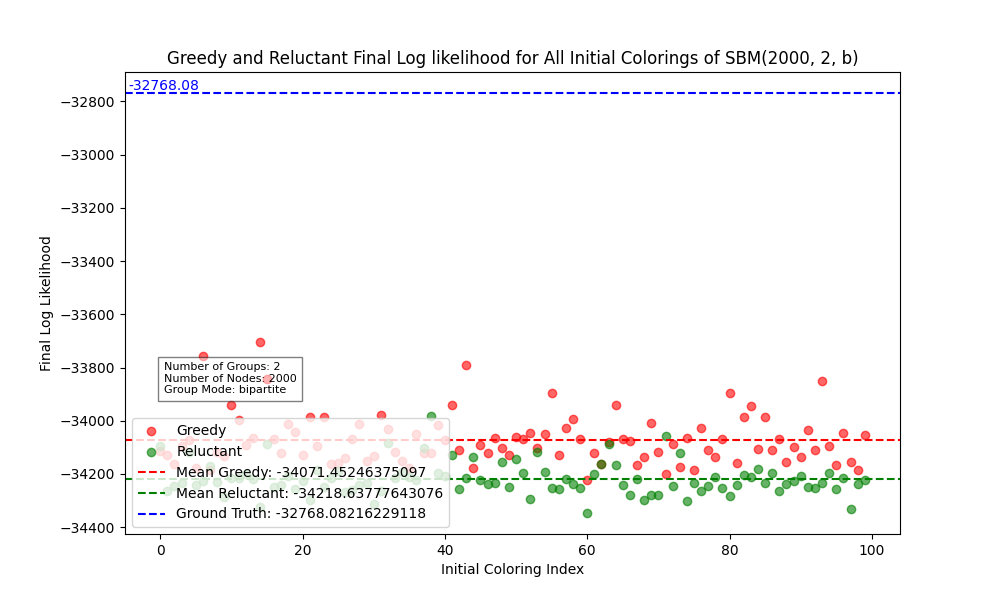 Greedy and Reluctant Final Log likelihood for All Initial Colorings of SBM(2000, 2, b)
-32768.08
−32800
−33000
−33200
−33400
−33600
−33800
−34000
−34200
−34400
Final Log Likelihood
Number of Groups: 2
Number of Nodes: 2000
Group Mode: bipartite
Greedy
Reluctant
Mean Greedy: -34071.45246375097
Mean Reluctant: -34218.63777643076
Ground Truth: -32768.08216229118
0 20 40 60 80 100
Initial Coloring Index